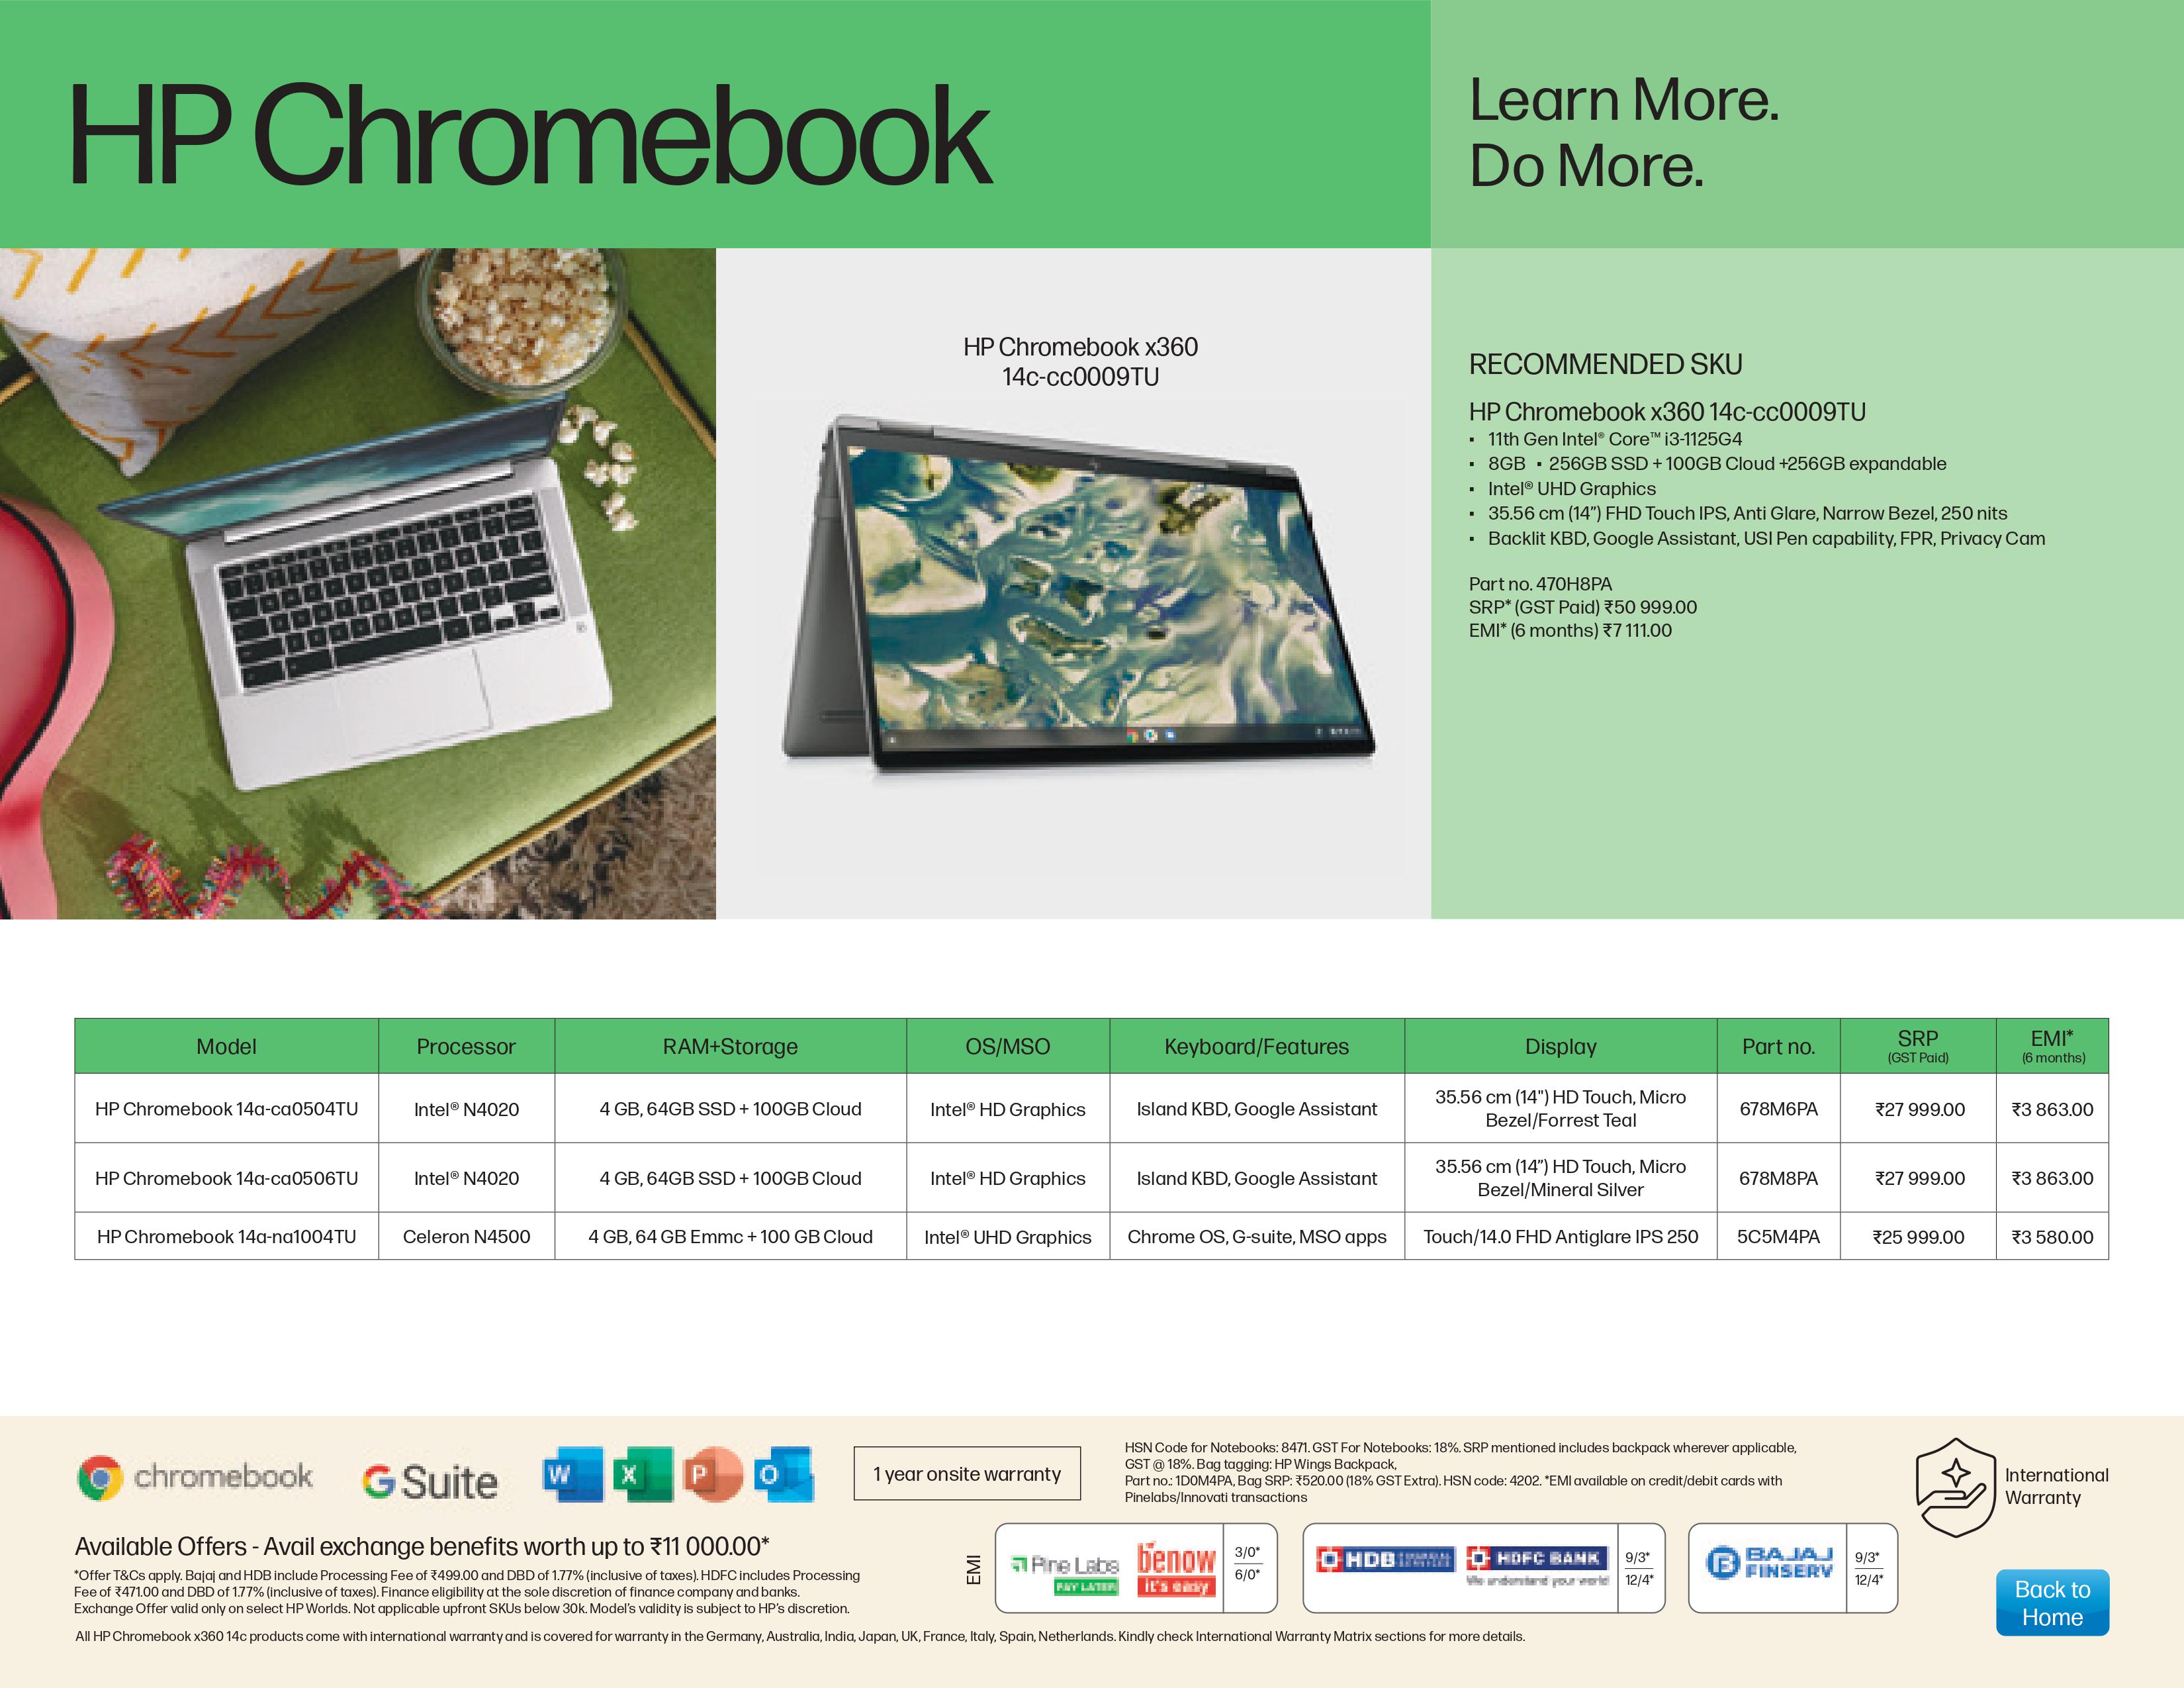 HP Chromebook
Learn More.
Do More.
HP Chromebook x360
14c-cc0009TU
RECOMMENDED SKU
HP Chromebook x360 14c-cc0009TU
▪ 11th Gen Intel® Core™ i3-1125G4
▪ 8GB ▪ 256GB SSD + 100GB Cloud +256GB expandable
▪ Intel® UHD Graphics
▪ 35.56 cm (14”) FHD Touch IPS, Anti Glare, Narrow Bezel, 250 nits
▪ Backlit KBD, Google Assistant, USI Pen capability, FPR, Privacy Cam
Part no. 470H8PA
SRP* (GST Paid) ₹50 999.00
EMI* (6 months) ₹7 111.00
Model Processor RAM+Storage OS/MSO Keyboard/Features Display Part no. SRP (GST Paid) EMI* (6 months)
HP Chromebook 14a-ca0504TU Intel® N4020 4 GB, 64GB SSD + 100GB Cloud Intel® HD Graphics Island KBD, Google Assistant 35.56 cm (14") HD Touch, Micro Bezel/Forrest Teal 678M6PA ₹27 999.00 ₹3 863.00
HP Chromebook 14a-ca0506TU Intel® N4020 4 GB, 64GB SSD + 100GB Cloud Intel® HD Graphics Island KBD, Google Assistant 35.56 cm (14”) HD Touch, Micro Bezel/Mineral Silver 678M8PA ₹27 999.00 ₹3 863.00
HP Chromebook 14a-na1004TU Celeron N4500 4 GB, 64 GB Emmc + 100 GB Cloud Intel® UHD Graphics Chrome OS, G-suite, MSO apps Touch/14.0 FHD Antiglare IPS 250 5C5M4PA ₹25 999.00 ₹3 580.00
chromebook
G Suite
W X P O
1 year onsite warranty
HSN Code for Notebooks: 8471. GST For Notebooks: 18%. SRP mentioned includes backpack wherever applicable,
GST @ 18%. Bag tagging: HP Wings Backpack,
Part no.: 1D0M4PA, Bag SRP: ₹520.00 (18% GST Extra). HSN code: 4202. *EMI available on credit/debit cards with
Pinelabs/Innovati transactions
International
Warranty
Available Offers - Avail exchange benefits worth up to ₹11 000.00*
*Offer T&Cs apply. Bajaj and HDB include Processing Fee of ₹499.00 and DBD of 1.77% (inclusive of taxes). HDFC includes Processing
Fee of ₹471.00 and DBD of 1.77% (inclusive of taxes). Finance eligibility at the sole discretion of finance company and banks.
Exchange Offer valid only on select HP Worlds. Not applicable upfront SKUs below 30k. Model’s validity is subject to HP’s discretion.
EMI
Pine Labs
PAY LATER
benow
it's easy
3/0*
6/0*
HDB FINANCIAL SERVICES
HDFC BANK
We understand your world
9/3*
12/4*
BAJAJ
FINSERV
9/3*
12/4*
Back to
Home
All HP Chromebook x360 14c products come with international warranty and is covered for warranty in the Germany, Australia, India, Japan, UK, France, Italy, Spain, Netherlands. Kindly check International Warranty Matrix sections for more details.